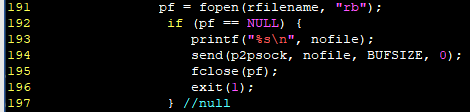 191 pf = fopen(rfilename, "rb");
192 if (pf == NULL) {
193 printf("%s\n", nofile);
194 send(p2psock, nofile, BUFSIZE, 0);
195 fclose(pf);
196 exit(1);
197 } //null